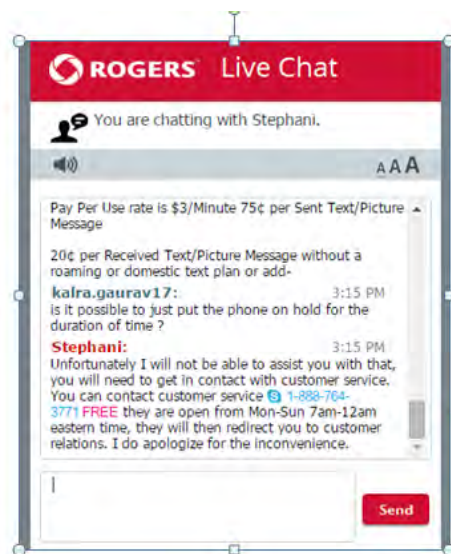 ROGERS Live Chat
You are chatting with Stephani.
A A A
Pay Per Use rate is $3/Minute 75¢ per Sent Text/Picture
Message
20¢ per Received Text/Picture Message without a
roaming or domestic text plan or add-
kalra.gaurav17: 3:15 PM
is it possible to just put the phone on hold for the
duration of time ?
Stephani: 3:15 PM
Unfortunately I will not be able to assist you with that,
you will need to get in contact with customer service.
You can contact customer service 1-888-764-
3771 FREE they are open from Mon-Sun 7am-12am
eastern time, they will then redirect you to customer
relations. I do apologize for the inconvenience.
Send